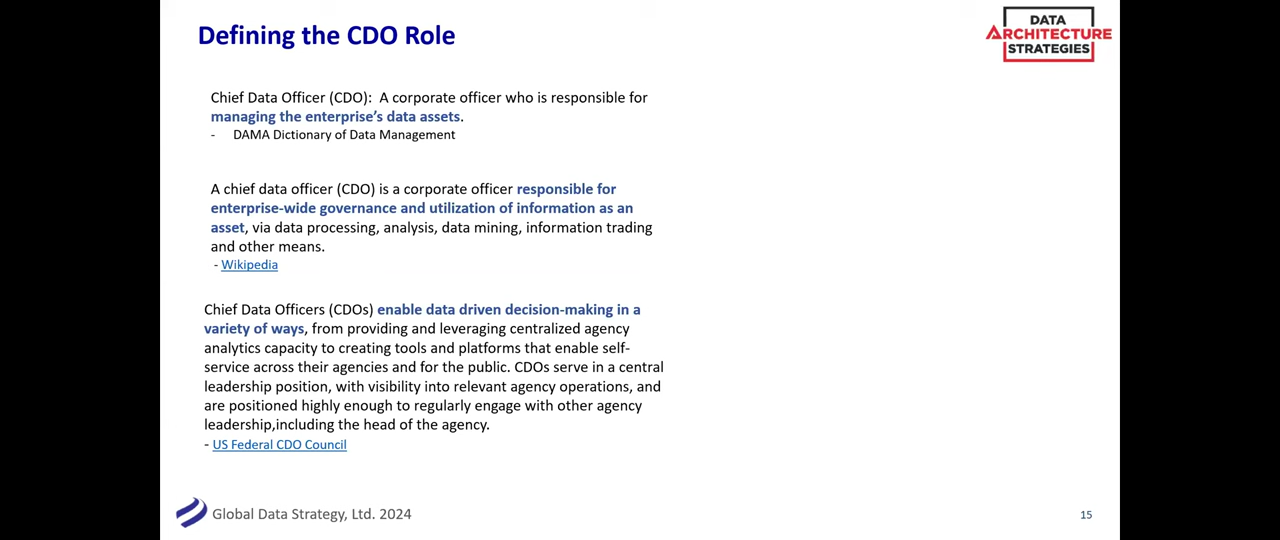 Defining the CDO Role
DATA
ARCHITECTURE
STRATEGIES
Chief Data Officer (CDO):  A corporate officer who is responsible for
managing the enterprise’s data assets.
-    DAMA Dictionary of Data Management
A chief data officer (CDO) is a corporate officer responsible for
enterprise-wide governance and utilization of information as an
asset, via data processing, analysis, data mining, information trading
and other means.
- Wikipedia
Chief Data Officers (CDOs) enable data driven decision-making in a
variety of ways, from providing and leveraging centralized agency
analytics capacity to creating tools and platforms that enable self-
service across their agencies and for the public. CDOs serve in a central
leadership position, with visibility into relevant agency operations, and
are positioned highly enough to regularly engage with other agency
leadership,including the head of the agency.
- US Federal CDO Council
Global Data Strategy, Ltd. 2024
15